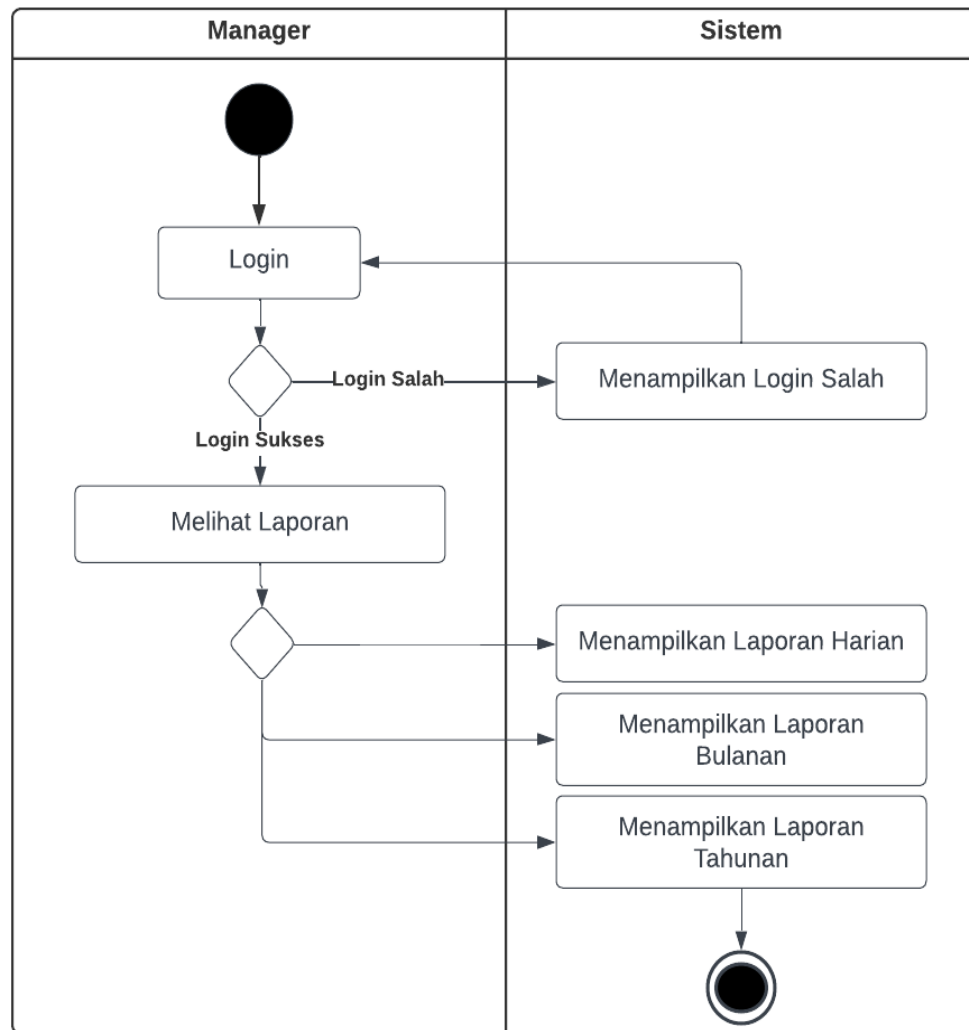 Manager
Sistem
Login
Login Salah
Menampilkan Login Salah
Login Sukses
Melihat Laporan
Menampilkan Laporan Harian
Menampilkan Laporan
Bulanan
Menampilkan Laporan
Tahunan